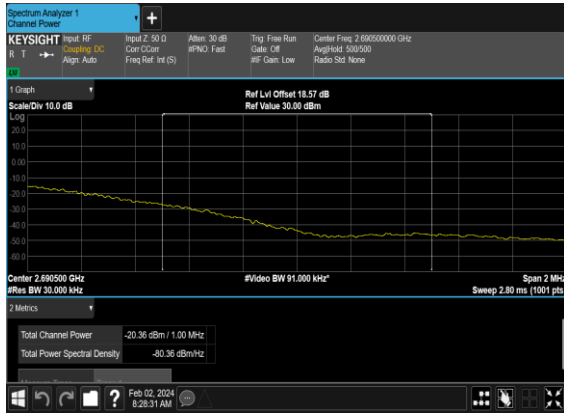 Spectrum Analyzer 1
Channel Power
KEYSIGHT Input: RF Input Z: 50 Ω Atten: 30 dB Trig: Free Run Center Freq: 2.690500000 GHz
R T Coupling: DC Corr CCorr #PNO: Fast Gate: Off Avg|Hold: 500/500
Align: Auto Freq Ref: Int (S) #IF Gain: Low Radio Std: None
1 Graph
Ref Lvl Offset 18.57 dB
Scale/Div 10.0 dB Ref Value 30.00 dBm
Log
20.0
10.0
0.00
-10.0
-20.0
-30.0
-40.0
-50.0
-60.0
Center 2.690500 GHz #Video BW 91.000 kHz* Span 2 MHz
#Res BW 30.000 kHz Sweep 2.80 ms (1001 pts
2 Metrics
Total Channel Power -20.36 dBm / 1.00 MHz
Total Power Spectral Density -80.36 dBm/Hz
Feb 02, 2024
8:28:31 AM